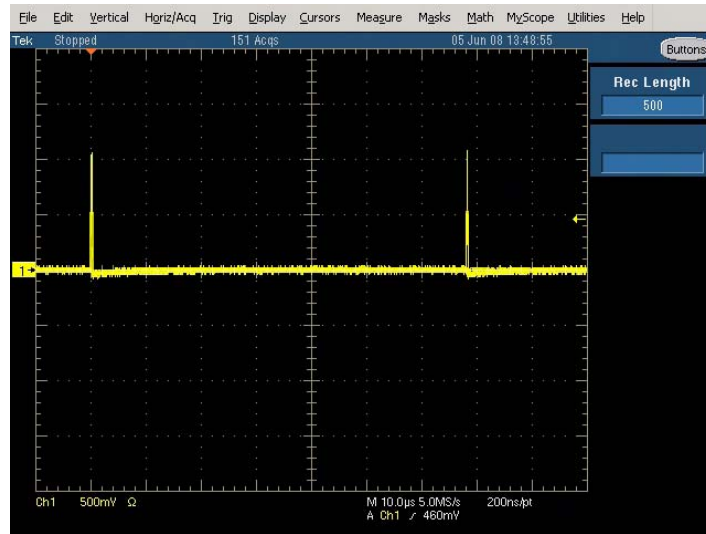 File Edit Vertical Horiz/Acq Trig Display Cursors Measure Masks Math MyScope Utilities Help
Tek Stopped 151 Acqs 05 Jun 08 13:48:55 Buttons
Rec Length
500
1
Ch1 500mV Ω M 10.0µs 5.0MS/s 200ns/pt
A Ch1 ⁄ 460mV